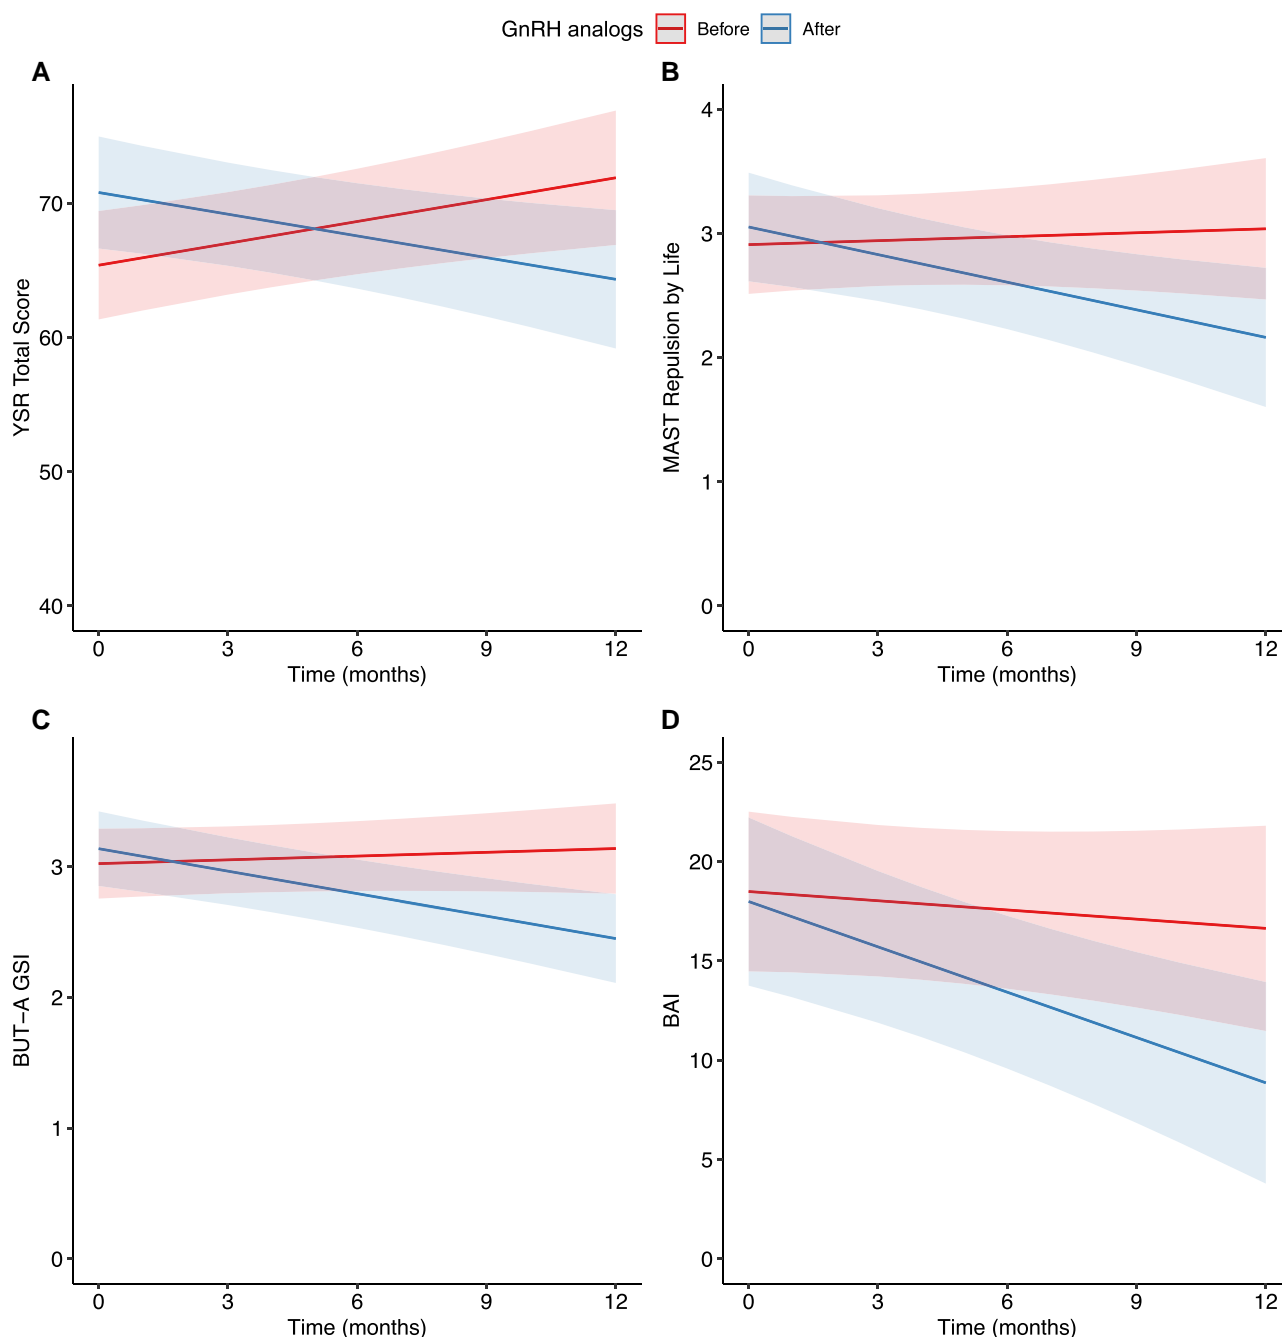 GnRH analogs Before After
A
YSR Total Score
70
60
50
40
0 3 6 9 12
Time (months)
B
MAST Repulsion by Life
4
3
2
1
0
0 3 6 9 12
Time (months)
C
BUT−A GSI
3
2
1
0
0 3 6 9 12
Time (months)
D
BAI
25
20
15
10
5
0
0 3 6 9 12
Time (months)